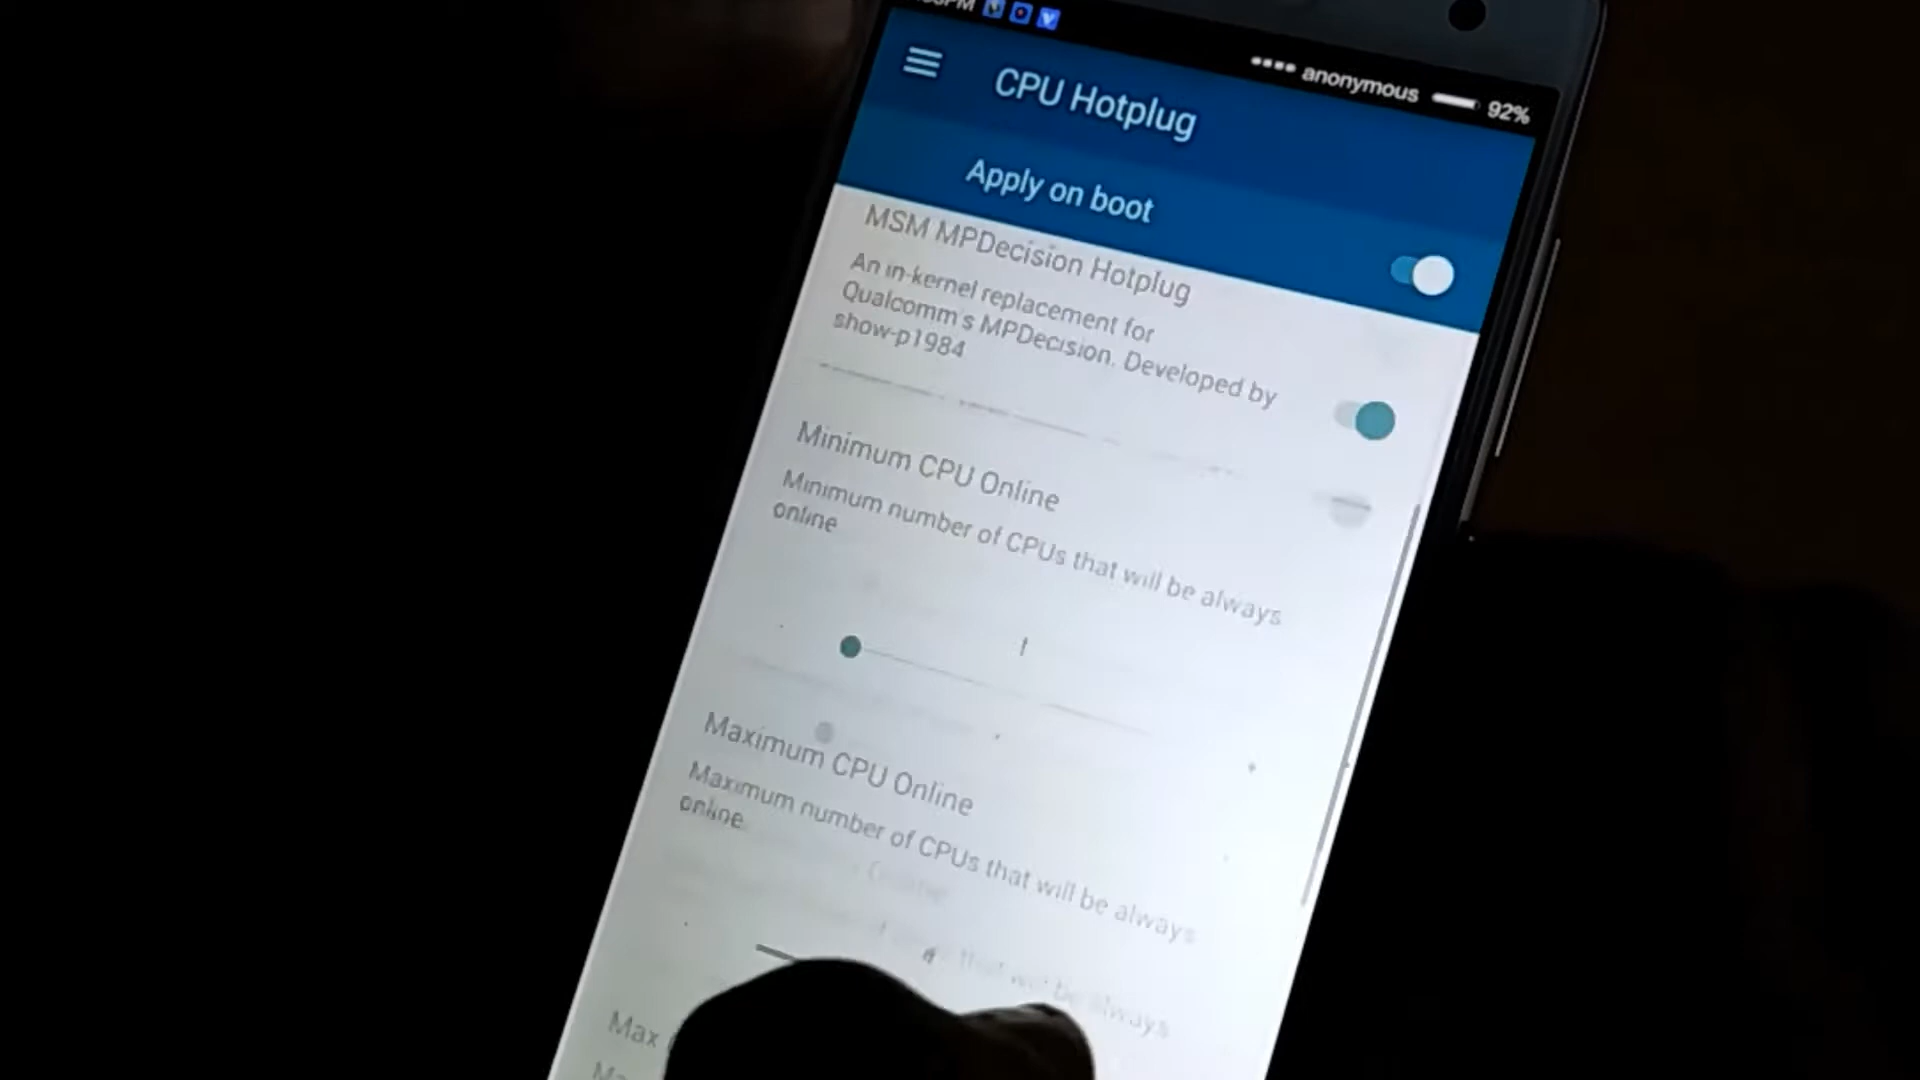 anonymous 92%
CPU Hotplug
Apply on boot
MSM MPDecision Hotplug
An in-kernel replacement for
Qualcomm's MPDecision. Developed by
show-p1984
Minimum CPU Online
Minimum number of CPUs that will be always
online
Maximum CPU Online
Maximum number of CPUs that will be always
online
Max